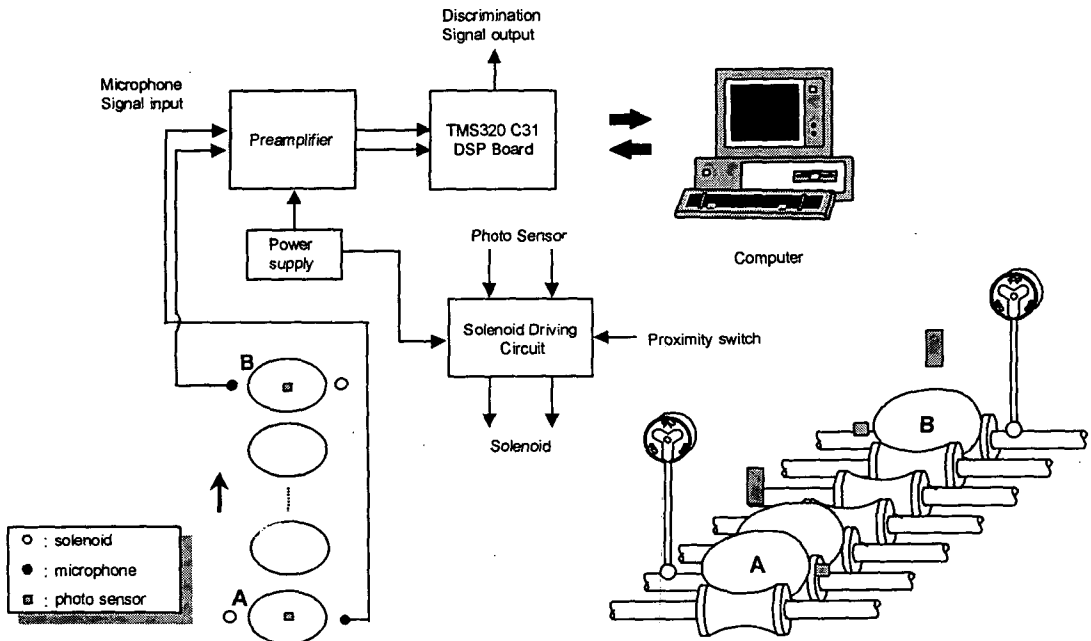 Discrimination
Signal output
Microphone
Signal input
Preamplifier
TMS320 C31
DSP Board
Power
supply
Photo Sensor
Computer
Solenoid Driving
Circuit
Proximity switch
Solenoid
B
A
: solenoid
: microphone
: photo sensor
B
A